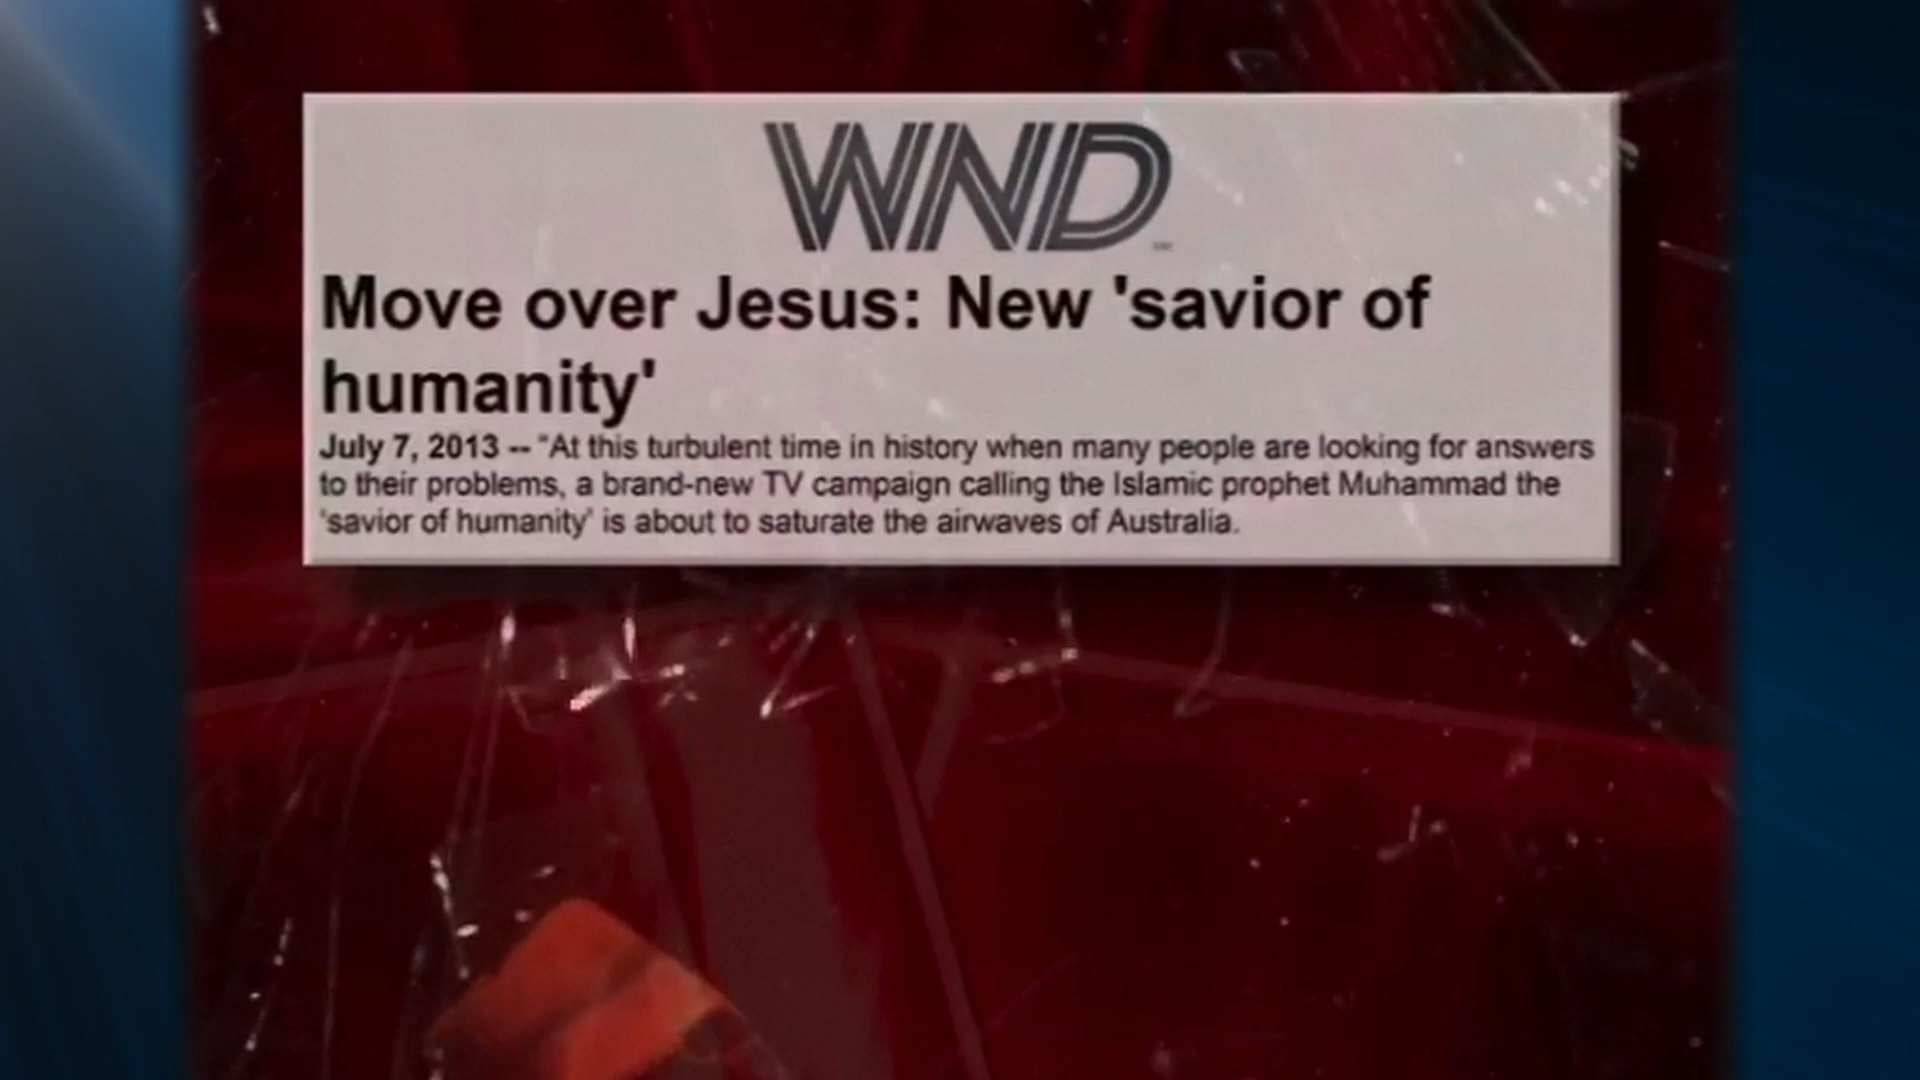 WND
Move over Jesus: New 'savior of
humanity'
July 7, 2013 -- "At this turbulent time in history when many people are looking for answers
to their problems, a brand-new TV campaign calling the Islamic prophet Muhammad the
'savior of humanity' is about to saturate the airwaves of Australia.